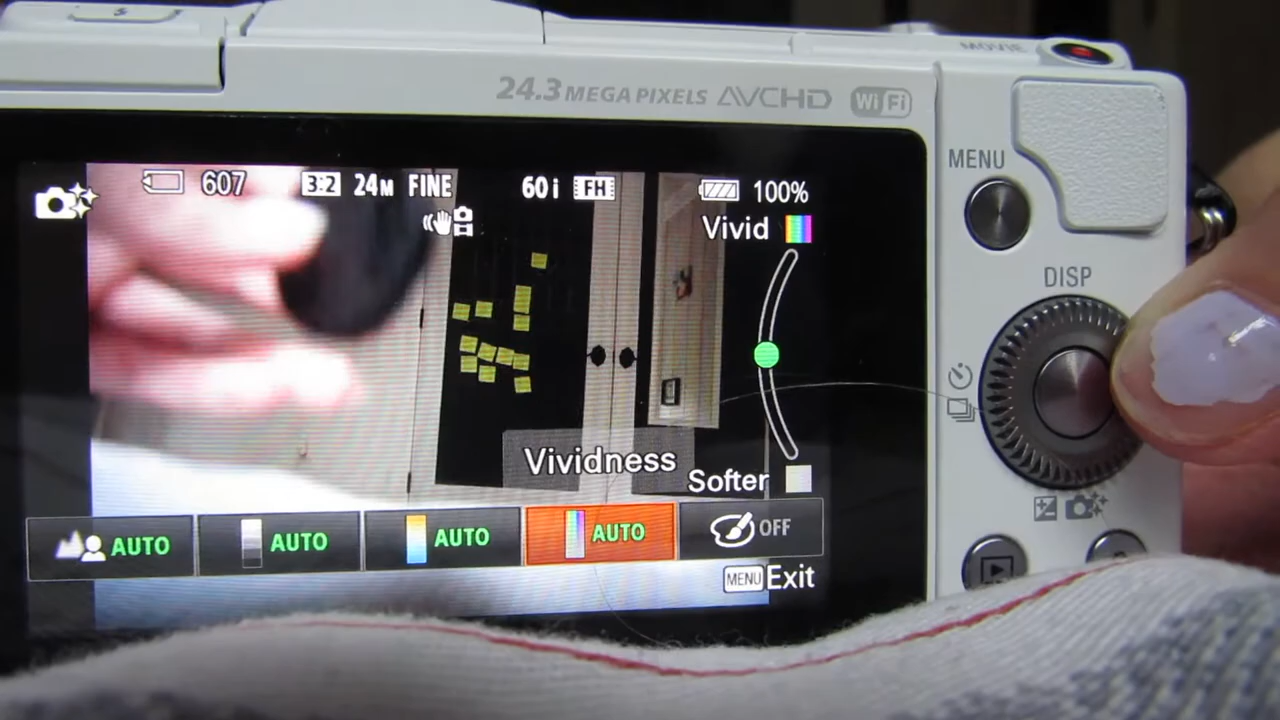 MOVIE
24.3 MEGA PIXELS AVCHD Wi Fi
MENU
607 3:2 24M FINE 60i FH 100%
Vivid
DISP
Vividness
Softer
AUTO AUTO AUTO AUTO OFF
MENU Exit